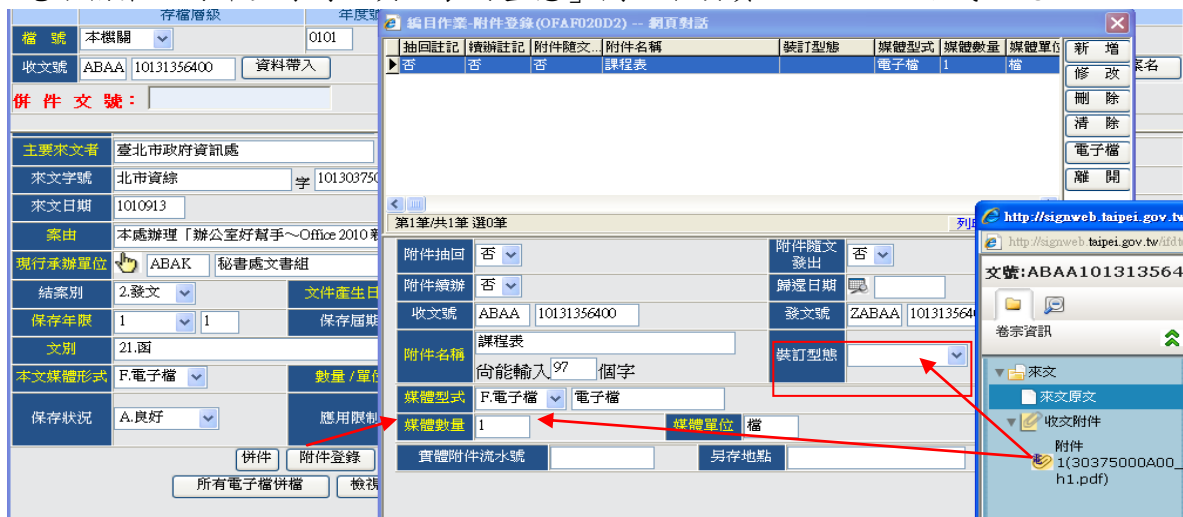 存檔層級
檔 號 本機關
0101
收文號 ABAA 10131356400 資料帶入
併 件 文 號：
主要來文者 臺北市政府資訊處
來文字號 北市資綜 字 101303750
來文日期 1010913
案由 本處辦理「辦公室好幫手～Office 2010
現行承辦單位 ABAK 秘書處文書組
結案別 2.發文 文件產生日
保存年限 1 1 保存屆期
文別 21.函
本文媒體形式 F.電子檔 數量 /單位
保存狀況 A.良好 應用限制
併件 附件登錄
所有電子檔併檔 檢視
編目作業-附件登錄(OFAF020D2) -- 網頁對話
抽回註記 續辦註記 附件隨文... 附件名稱 裝訂型態 媒體型式 媒體數量 媒體單位
否 否 否 課程表 電子檔 1 檔
新 增
修 改
刪 除
清 除
電子檔
離 開
案名
第1筆/共1筆 選0筆
附件抽回 否 附件隨文發出 否
附件續辦 否 歸還日期
收文號 ABAA 10131356400 發文號 ZABAA 101313564
附件名稱 課程表 裝訂型態
尚能輸入 97 個字
媒體型式 F.電子檔 電子檔
媒體數量 1 媒體單位 檔
實體附件流水號 另存地點
http://signweb.taipei.gov.tw
http://signweb.taipei.gov.tw/ifdt
文號:ABAA101313564
卷宗資訊
來文
來文原文
收文附件
附件
1(30375000A00_
h1.pdf)